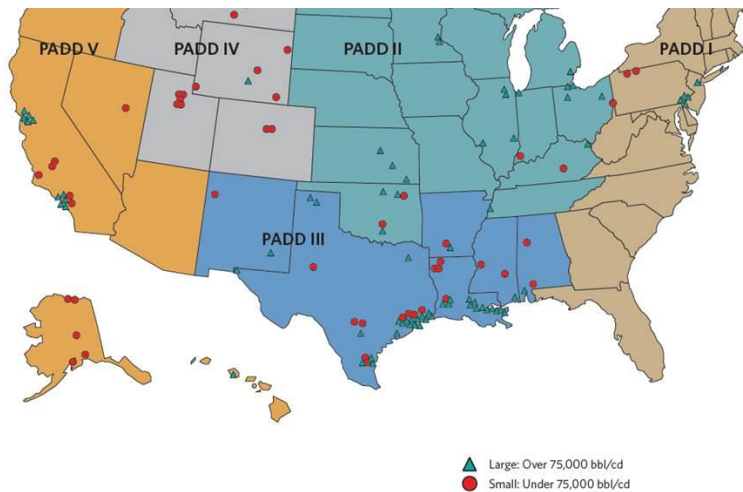 PADD V
PADD IV
PADD II
PADD I
PADD III
Large: Over 75,000 bbl/cd
Small: Under 75,000 bbl/cd